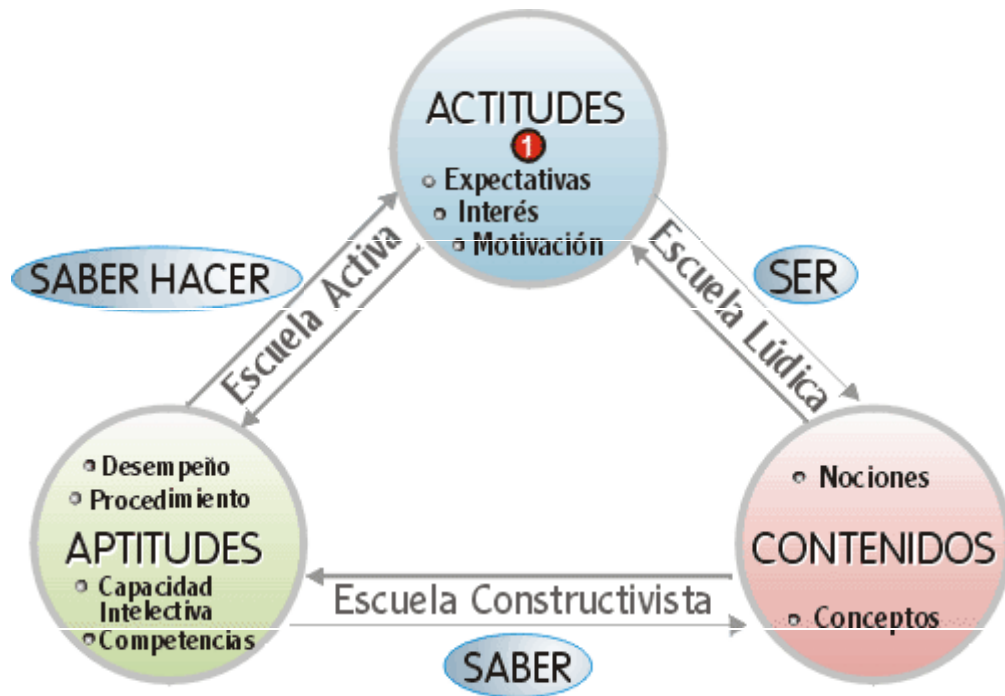 ACTITUDES
1
Expectativas
Interés
Motivación
SABER HACER
Escuela Activa
Escuela Lúdica
SER
Desempeño
Procedimiento
APTITUDES
Capacidad
Intelectiva
Competencias
Nociones
CONTENIDOS
Conceptos
Escuela Constructivista
SABER